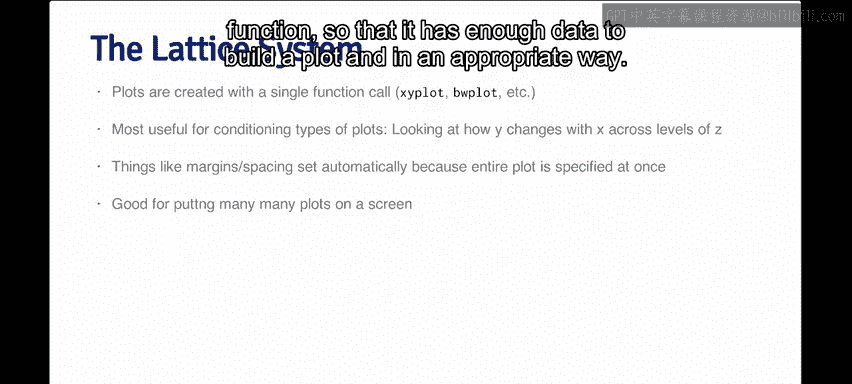 function, so that it has enough data to
build a plot and in an appropriate way.
The Lattice System
· Plots are created with a single function call (xyplot, bwplot, etc.)
· Most useful for conditioning types of plots: Looking at how y changes with x across levels of z
· Things like margins/spacing set automatically because entire plot is specified at once
· Good for puttng many many plots on a screen